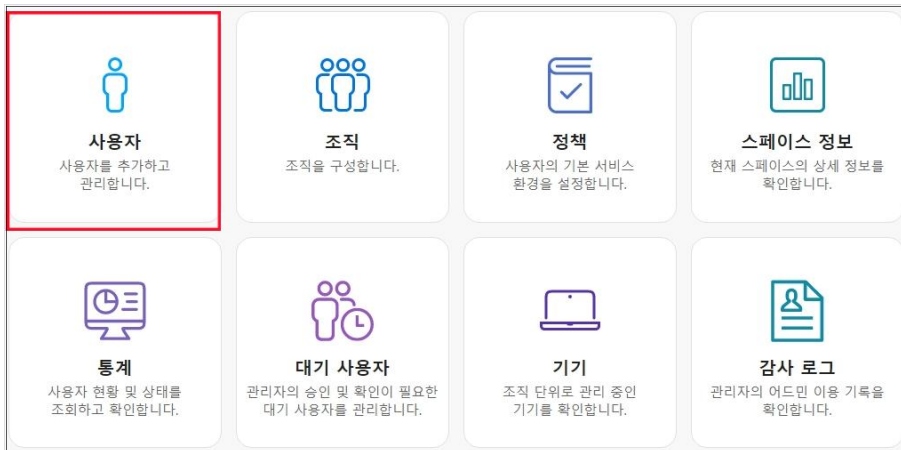 사용자
사용자를 추가하고
관리합니다.
조직
조직을 구성합니다.
정책
사용자의 기본 서비스
환경을 설정합니다.
스페이스 정보
현재 스페이스의 상세 정보를
확인합니다.
통계
사용자 현황 및 상태를
조회하고 확인합니다.
대기 사용자
관리자의 승인 및 확인이 필요한
대기 사용자를 관리합니다.
기기
조직 단위로 관리 중인
기기를 확인합니다.
감사 로그
관리자의 어드민 이용 기록을
확인합니다.